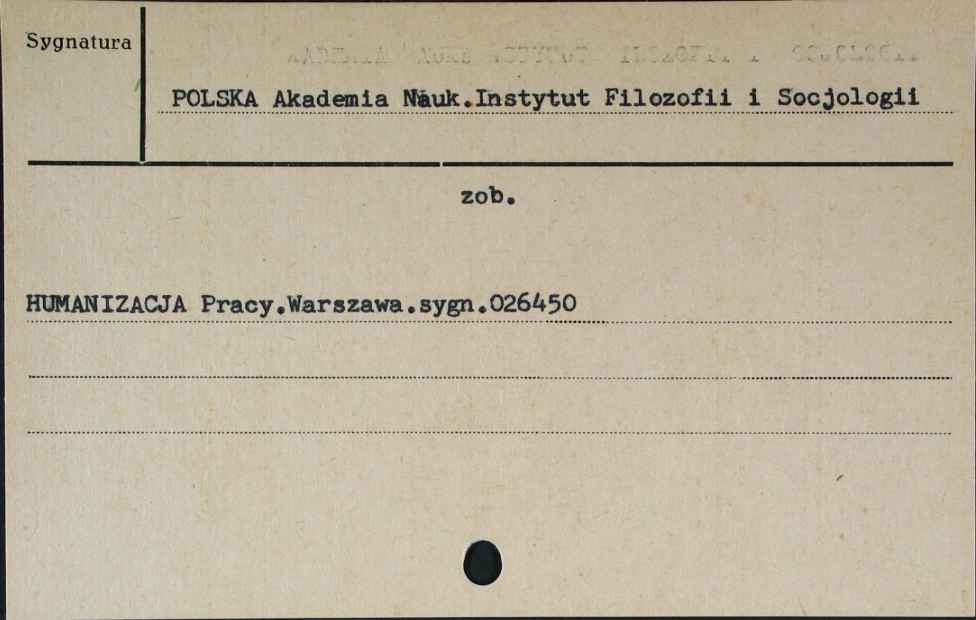 Sygnatura
POLSKA Akademia Nauk.Instytut Filozofii i Socjologii
zob.
HUMANIZACJA Pracy.Warszawa.sygn.026450